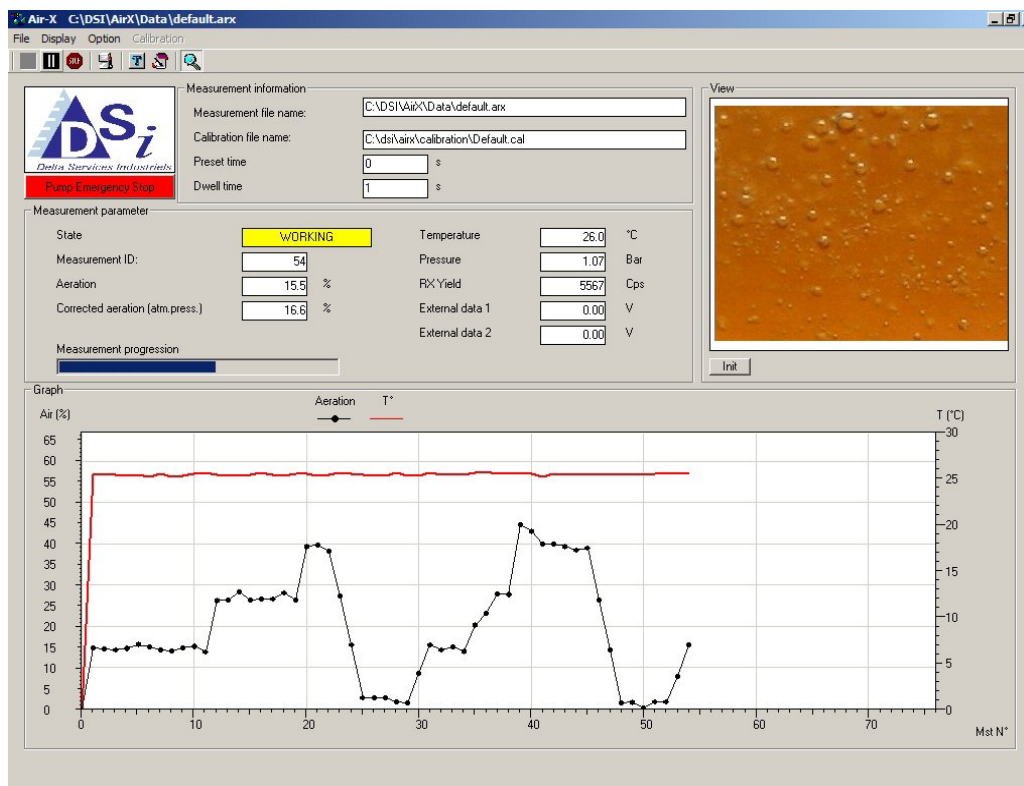 Air-X C:\DSI\AirX\Data\default.arx
File Display Option Calibration
STOP
T
DSi
Delta Services Industriels
Pump Emergency Stop
Measurement information
Measurement file name: C:\DSI\AirX\Data\default.arx
Calibration file name: C:\dsi\airx\calibration\Default.cal
Preset time 0 s
Dwell time 1 s
View
Init
Measurement parameter
State WORKING Temperature 26.0 °C
Measurement ID: 54 Pressure 1.07 Bar
Aeration 15.5 % RX Yield 5567 Cps
Corrected aeration (atm.press.) 16.6 % External data 1 0.00 V
External data 2 0.00 V
Measurement progression
Graph
Aeration T°
Air (%) T (°C)
65 30
60
55 25
50
45 20
40
35 15
30
25
20 10
15
10 5
5
0 0
0 10 20 30 40 50 60 70
Mst N°